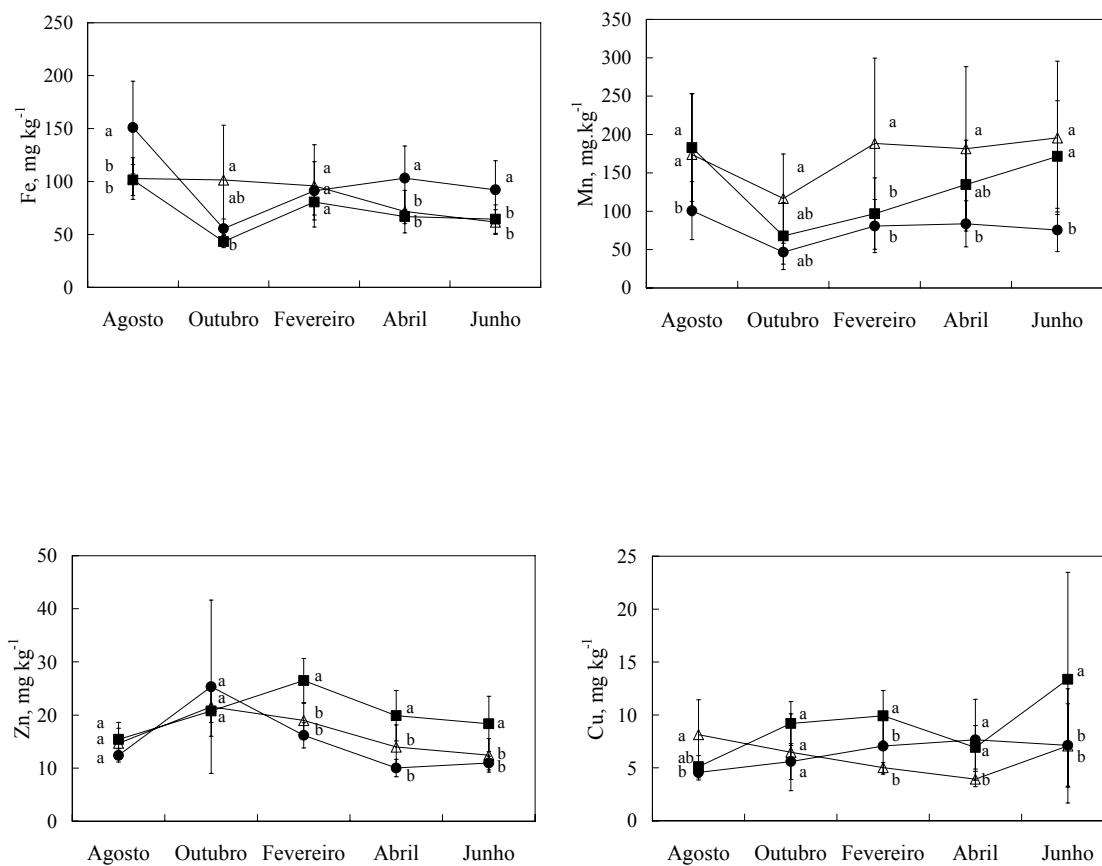 Fe, mg kg⁻¹
250
200
150
100
50
0
a
b
b
a
ab
b
a
a
a
a
b
b
a
b
b
Agosto Outubro Fevereiro Abril Junho
Mn, mg.kg⁻¹
350
300
250
200
150
100
50
0
a
a
b
a
ab
ab
a
b
b
a
ab
b
a
a
b
Agosto Outubro Fevereiro Abril Junho
Zn, mg kg⁻¹
50
40
30
20
10
0
a
a
a
a
a
a
a
b
b
a
b
b
a
b
b
Agosto Outubro Fevereiro Abril Junho
Cu, mg kg⁻¹
25
20
15
10
5
0
a
ab
b
a
a
a
a
b
b
a
a
b
a
b
b
Agosto Outubro Fevereiro Abril Junho